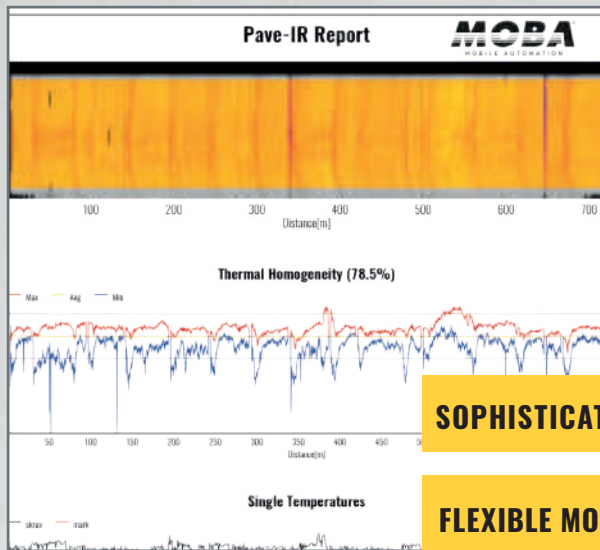 Pave-IR Report
MOBA
MOBILE AUTOMATION
100 200 300 400 500 600 700
Distance[m]
Thermal Homogeneity (78.5%)
Max Avg Min
50 100 150 200 250 300 350 400 450
Distance[m]
SOPHISTICAT
FLEXIBLE MO
Single Temperatures
mark